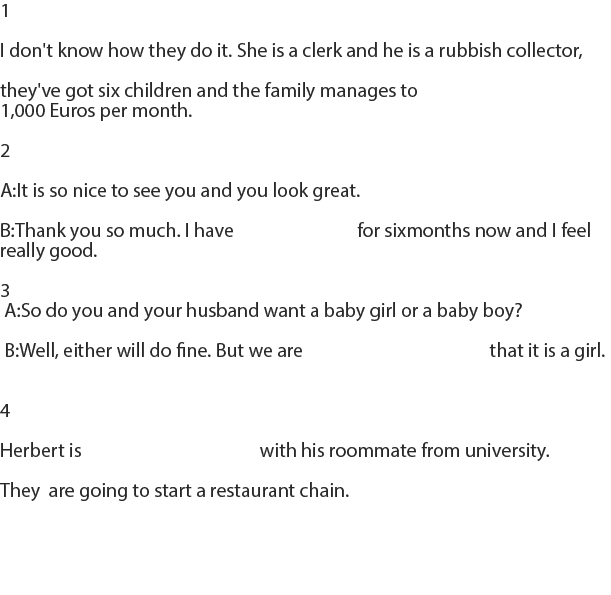 1
I don't know how they do it. She is a clerk and he is a rubbish collector,
they've got six children and the family manages to
1,000 Euros per month.
2
A:It is so nice to see you and you look great.
B:Thank you so much. I have for sixmonths now and I feel
really good.
3
A:So do you and your husband want a baby girl or a baby boy?
B:Well, either will do fine. But we are that it is a girl.
4
Herbert is with his roommate from university.
They are going to start a restaurant chain.